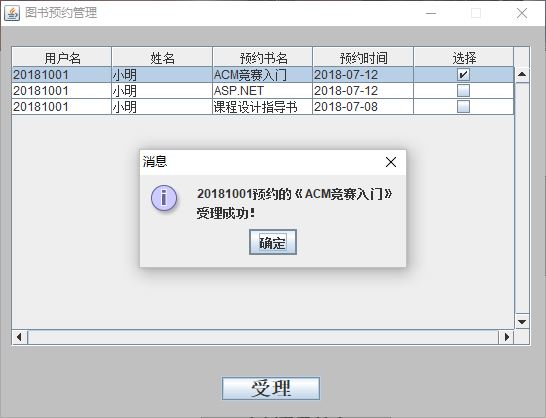 图书预约管理
用户名 姓名 预约书名 预约时间 选择
20181001 小明 ACM竞赛入门 2018-07-12
20181001 小明 ASP.NET 2018-07-12
20181001 小明 课程设计指导书 2018-07-08
消息
20181001预约的《ACM竞赛入门》
受理成功！
确定
受理